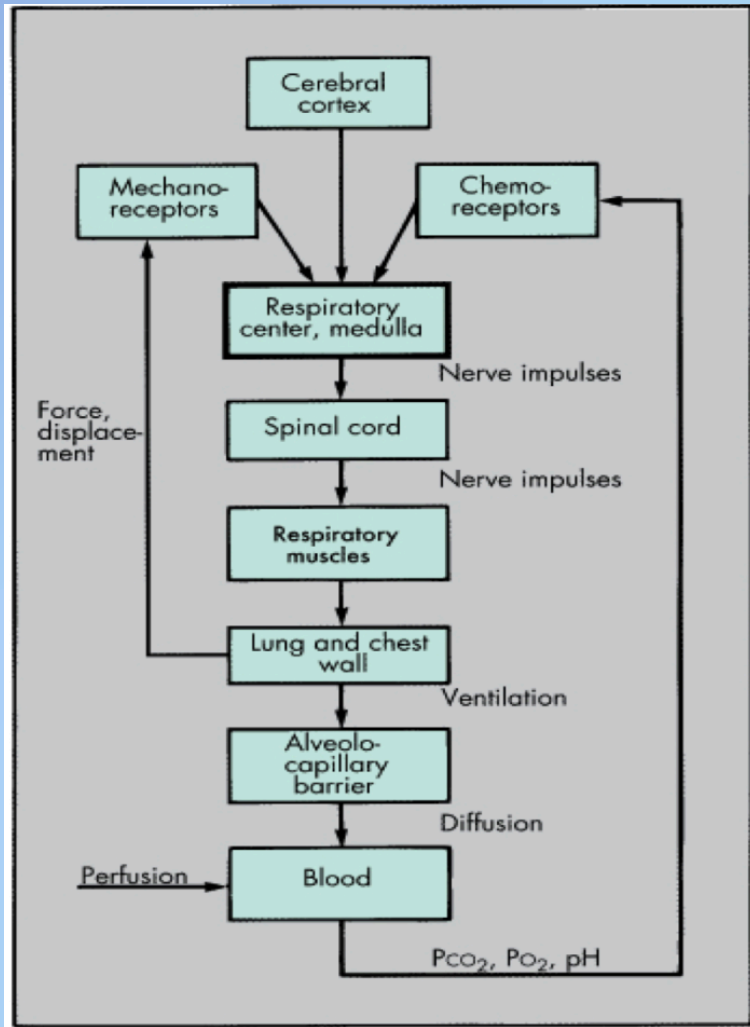 Cerebral
cortex
Mechano-
receptors
Chemo-
receptors
Respiratory
center, medulla
Nerve impulses
Force,
displace-
ment
Spinal cord
Nerve impulses
Respiratory
muscles
Lung and chest
wall
Ventilation
Alveolo-
capillary
barrier
Diffusion
Perfusion
Blood
PCO₂, PO₂, pH